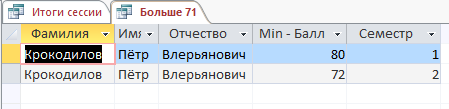 Итоги сессии Больше 71
Фамилия Имя Отчество Min - Балл Семестр
Крокодилов Пётр Влерьянович 80 1
Крокодилов Пётр Влерьянович 72 2